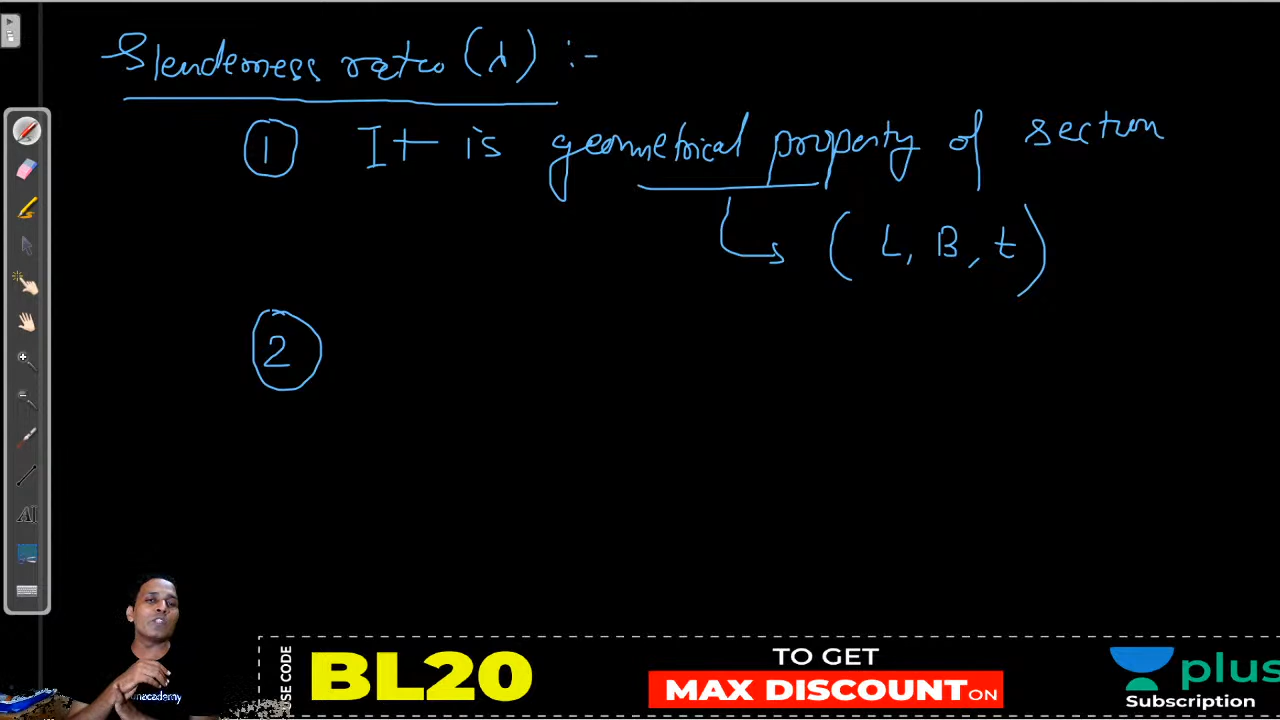 Slenderness ratio (λ) :-
① It is geometrical property of section
↳ (L, B, t)
②
USE CODE
BL20
TO GET
MAX DISCOUNT ON
plus
Subscription